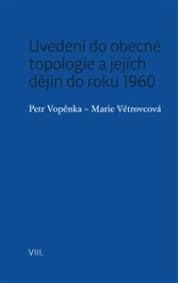 Uvedení do obecné
topologie a jejích
dějin do roku 1960
Petr Vopěnka – Marie Větrovcová
VIII.